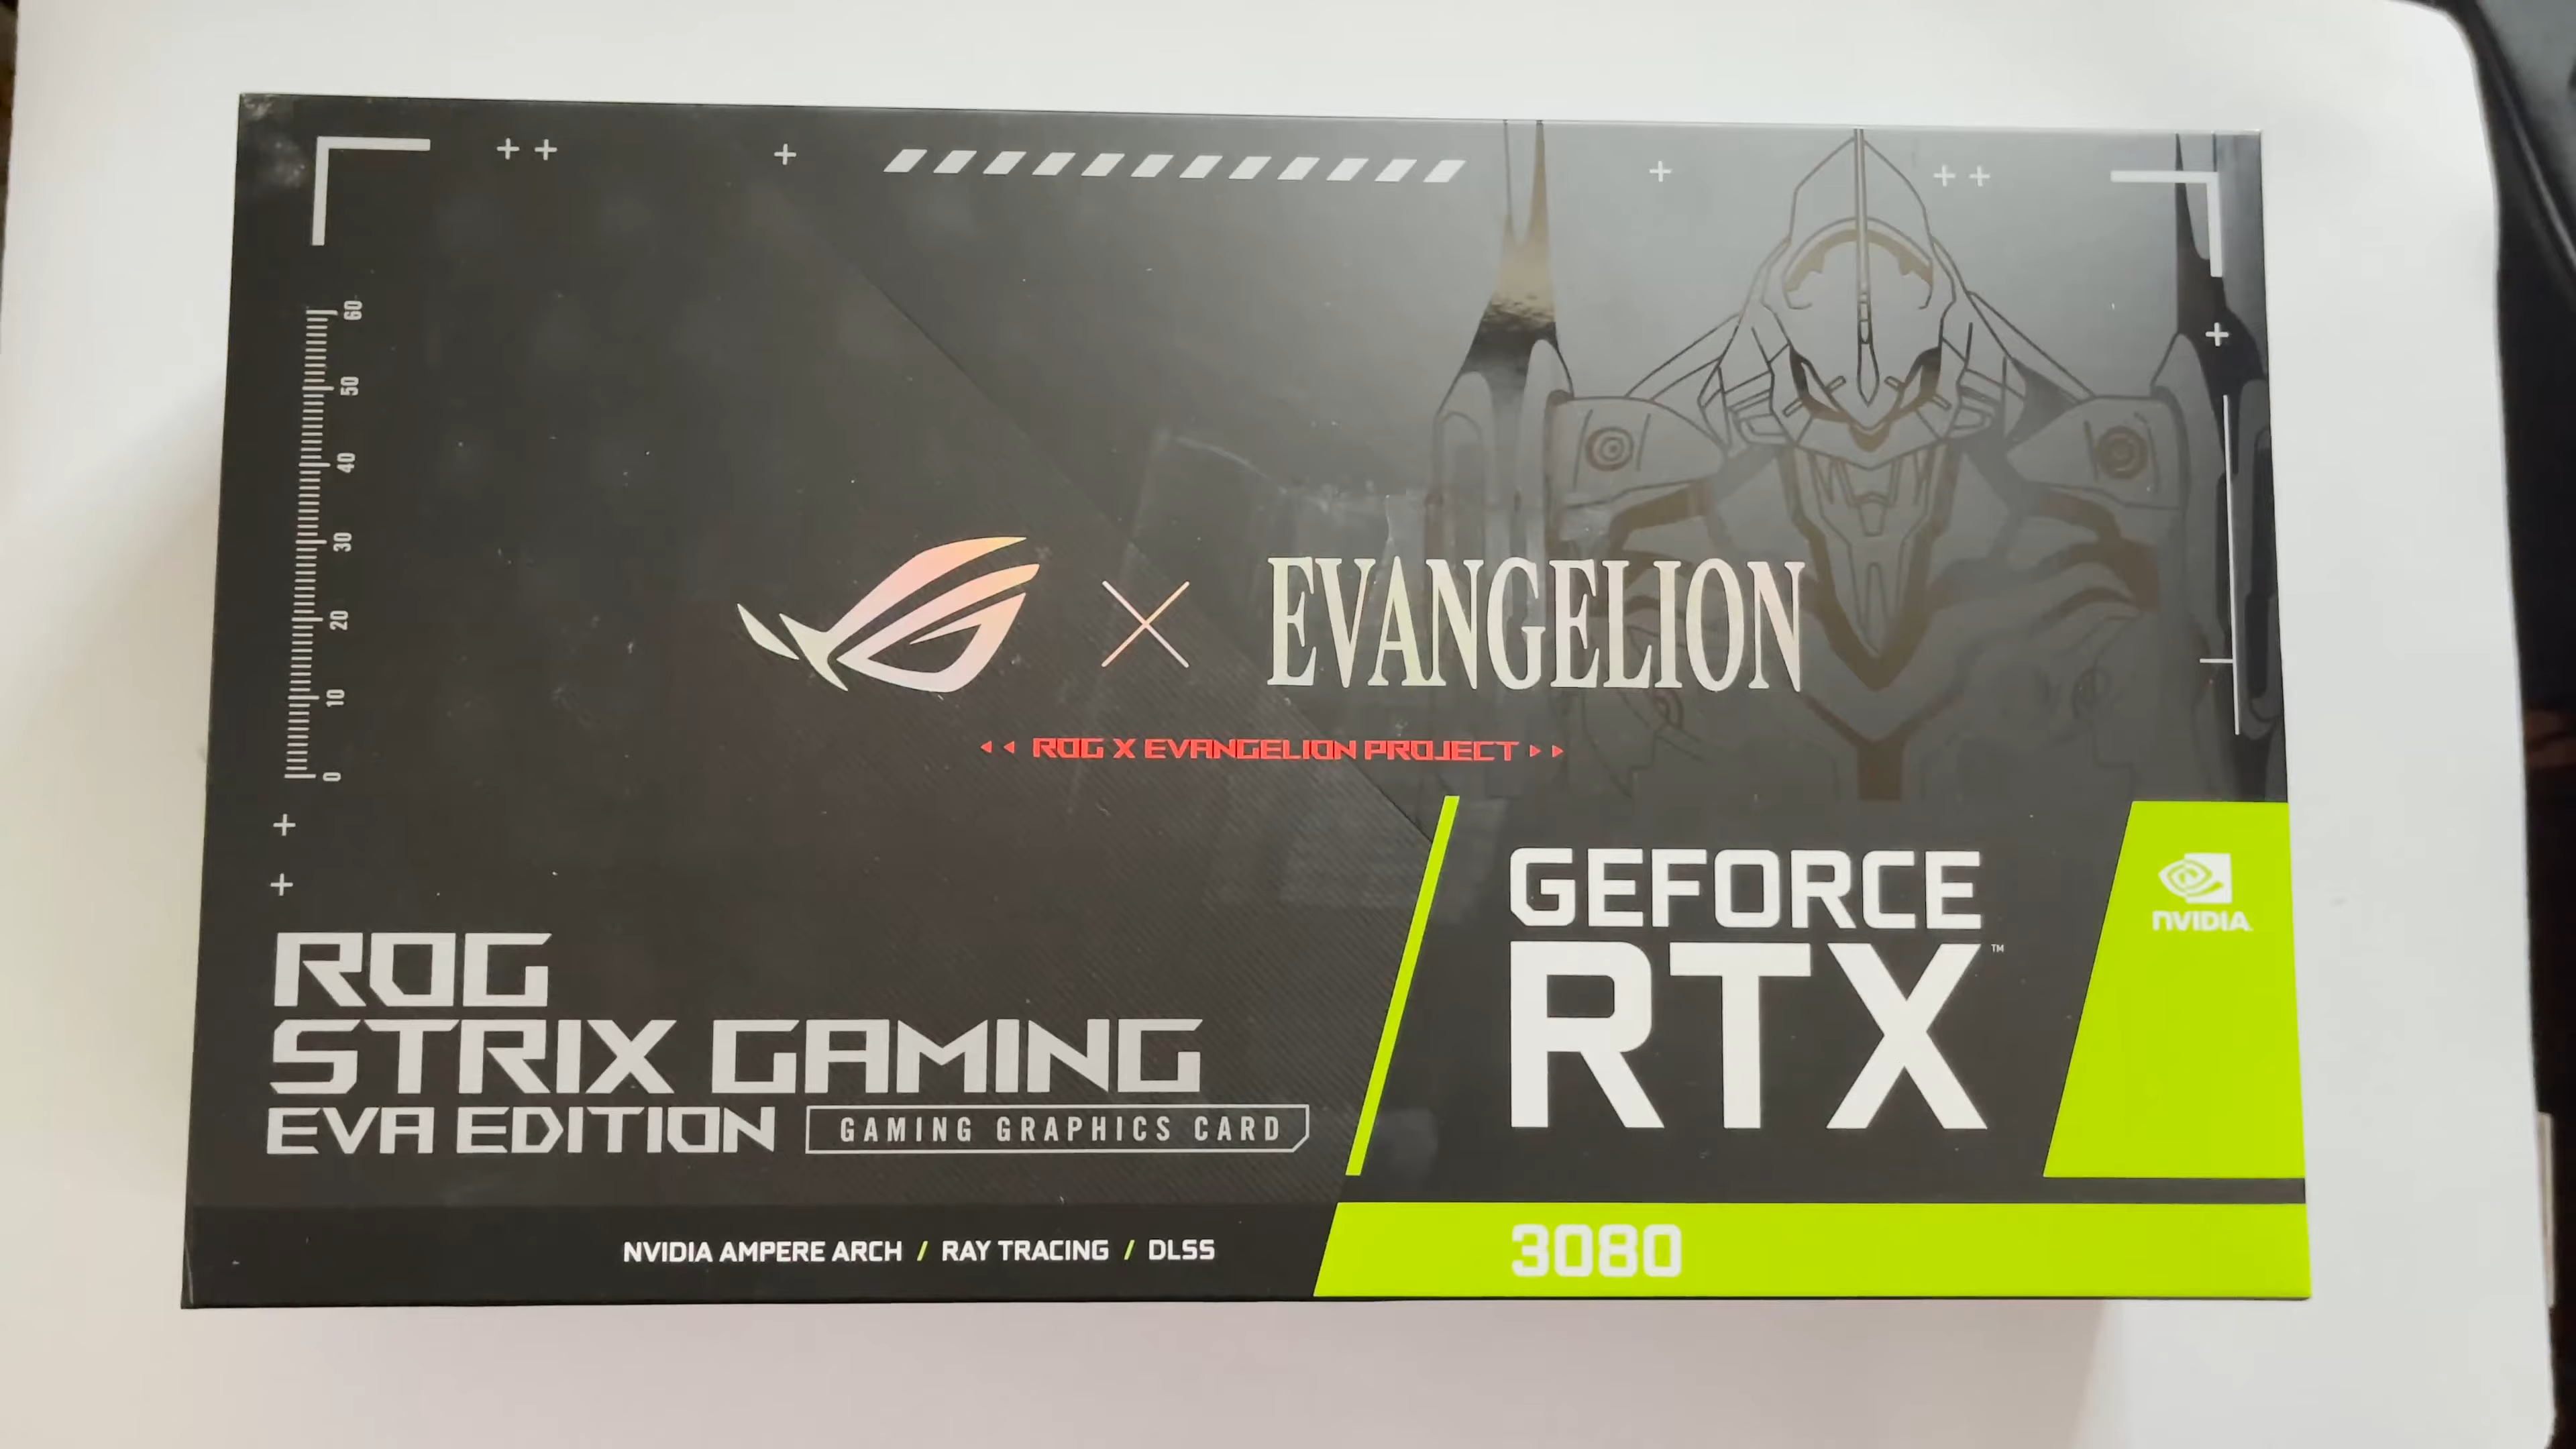 60
50
40
30
20
10
0
EVANGELION
ROG X EVANGELION PROJECT
ROG
STRIX GAMING
EVA EDITION
GAMING GRAPHICS CARD
GEFORCE
RTX™
NVIDIA
NVIDIA AMPERE ARCH / RAY TRACING / DLSS
3080